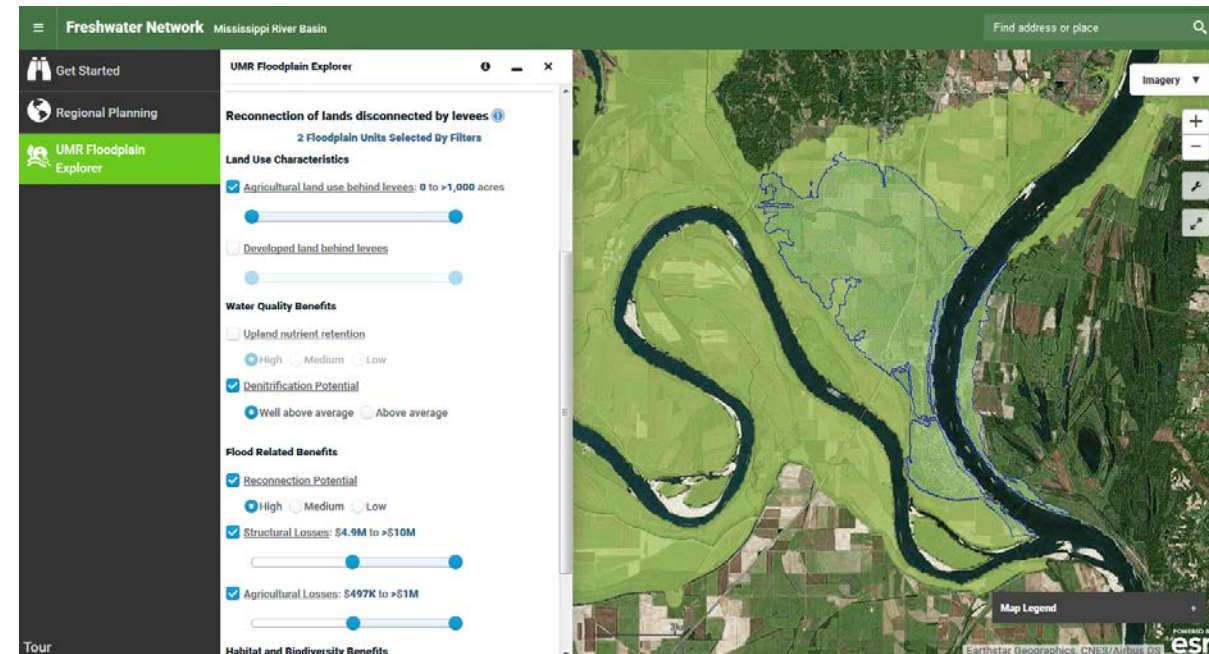 Freshwater Network Mississippi River Basin
Find address or place
Get Started
Regional Planning
UMR Floodplain
Explorer
UMR Floodplain Explorer
Reconnection of lands disconnected by levees
2 Floodplain Units Selected By Filters
Land Use Characteristics
Agricultural land use behind levees: 0 to >1,000 acres
Developed land behind levees
Water Quality Benefits
Upland nutrient retention
High Medium Low
Denitrification Potential
Well above average Above average
Flood Related Benefits
Reconnection Potential
High Medium Low
Structural Losses: $4.9M to >$10M
Agricultural Losses: $497K to >$1M
Habitat and Biodiversity Benefits
Tour
Imagery
+
−
3km
Map Legend +
POWERED BY
esri
Earthstar Geographics, CNES/Airbus DS